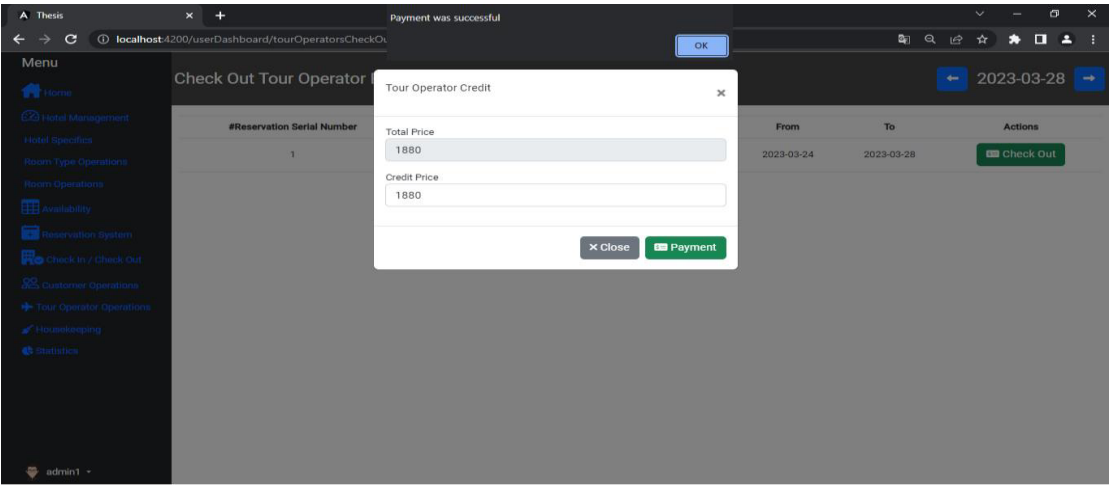 Thesis
localhost:4200/userDashboard/tourOperatorsCheckOu
Payment was successful
OK
Menu
Home
Hotel Management
Hotel Specifics
Room Type Operations
Room Operations
Availability
Reservation System
Check In / Check Out
Customer Operations
Tour Operator Operations
Housekeeping
Statistics
admin1
Check Out Tour Operator
2023-03-28
#Reservation Serial Number From To Actions
1 2023-03-24 2023-03-28 Check Out
Tour Operator Credit
Total Price
1880
Credit Price
1880
Close Payment